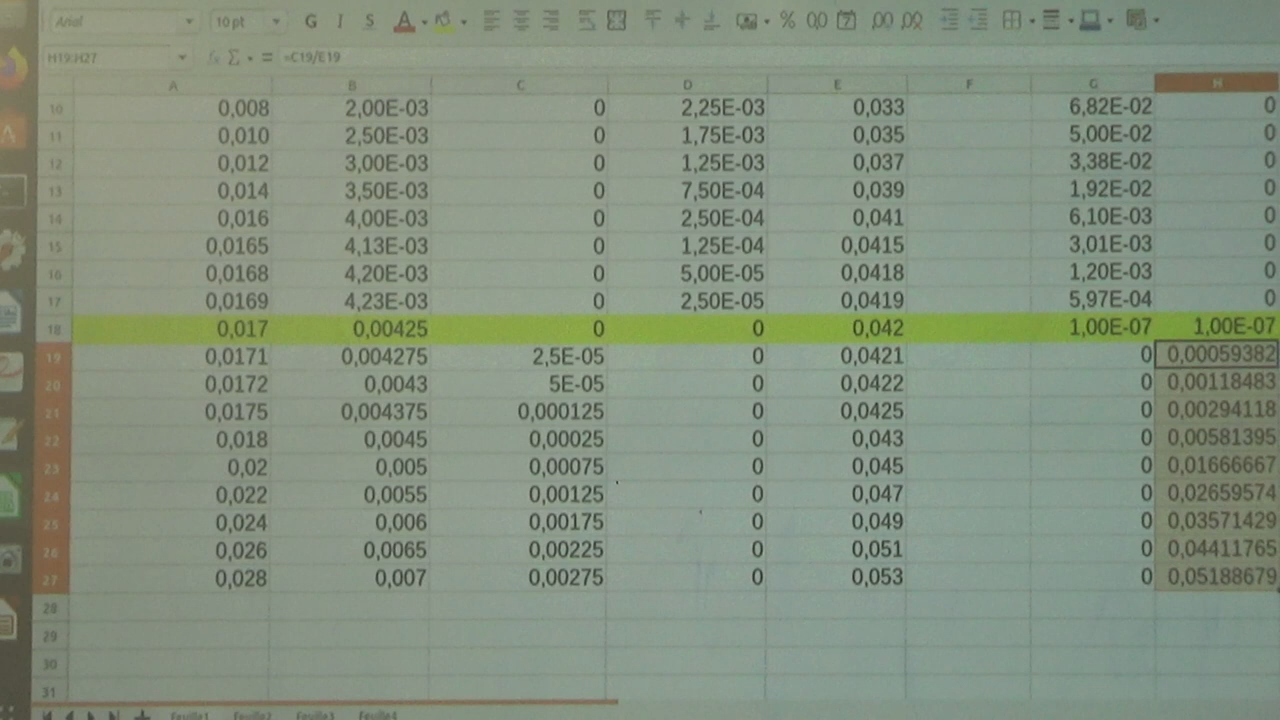 Arial 10 pt G I S A % 0,0 7 ,00 ,00
H19:H27 fx Σ = =C19/E19
A B C D E F G H
10 0,008 2,00E-03 0 2,25E-03 0,033 6,82E-02 0
11 0,010 2,50E-03 0 1,75E-03 0,035 5,00E-02 0
12 0,012 3,00E-03 0 1,25E-03 0,037 3,38E-02 0
13 0,014 3,50E-03 0 7,50E-04 0,039 1,92E-02 0
14 0,016 4,00E-03 0 2,50E-04 0,041 6,10E-03 0
15 0,0165 4,13E-03 0 1,25E-04 0,0415 3,01E-03 0
16 0,0168 4,20E-03 0 5,00E-05 0,0418 1,20E-03 0
17 0,0169 4,23E-03 0 2,50E-05 0,0419 5,97E-04 0
18 0,017 0,00425 0 0 0,042 1,00E-07 1,00E-07
19 0,0171 0,004275 2,5E-05 0 0,0421 0 0,00059382
20 0,0172 0,0043 5E-05 0 0,0422 0 0,00118483
21 0,0175 0,004375 0,000125 0 0,0425 0 0,00294118
22 0,018 0,0045 0,00025 0 0,043 0 0,00581395
23 0,02 0,005 0,00075 0 0,045 0 0,01666667
24 0,022 0,0055 0,00125 0 0,047 0 0,02659574
25 0,024 0,006 0,00175 0 0,049 0 0,03571429
26 0,026 0,0065 0,00225 0 0,051 0 0,04411765
27 0,028 0,007 0,00275 0 0,053 0 0,05188679
28
29
30
31
Feuille1 Feuille2 Feuille3 Feuille4